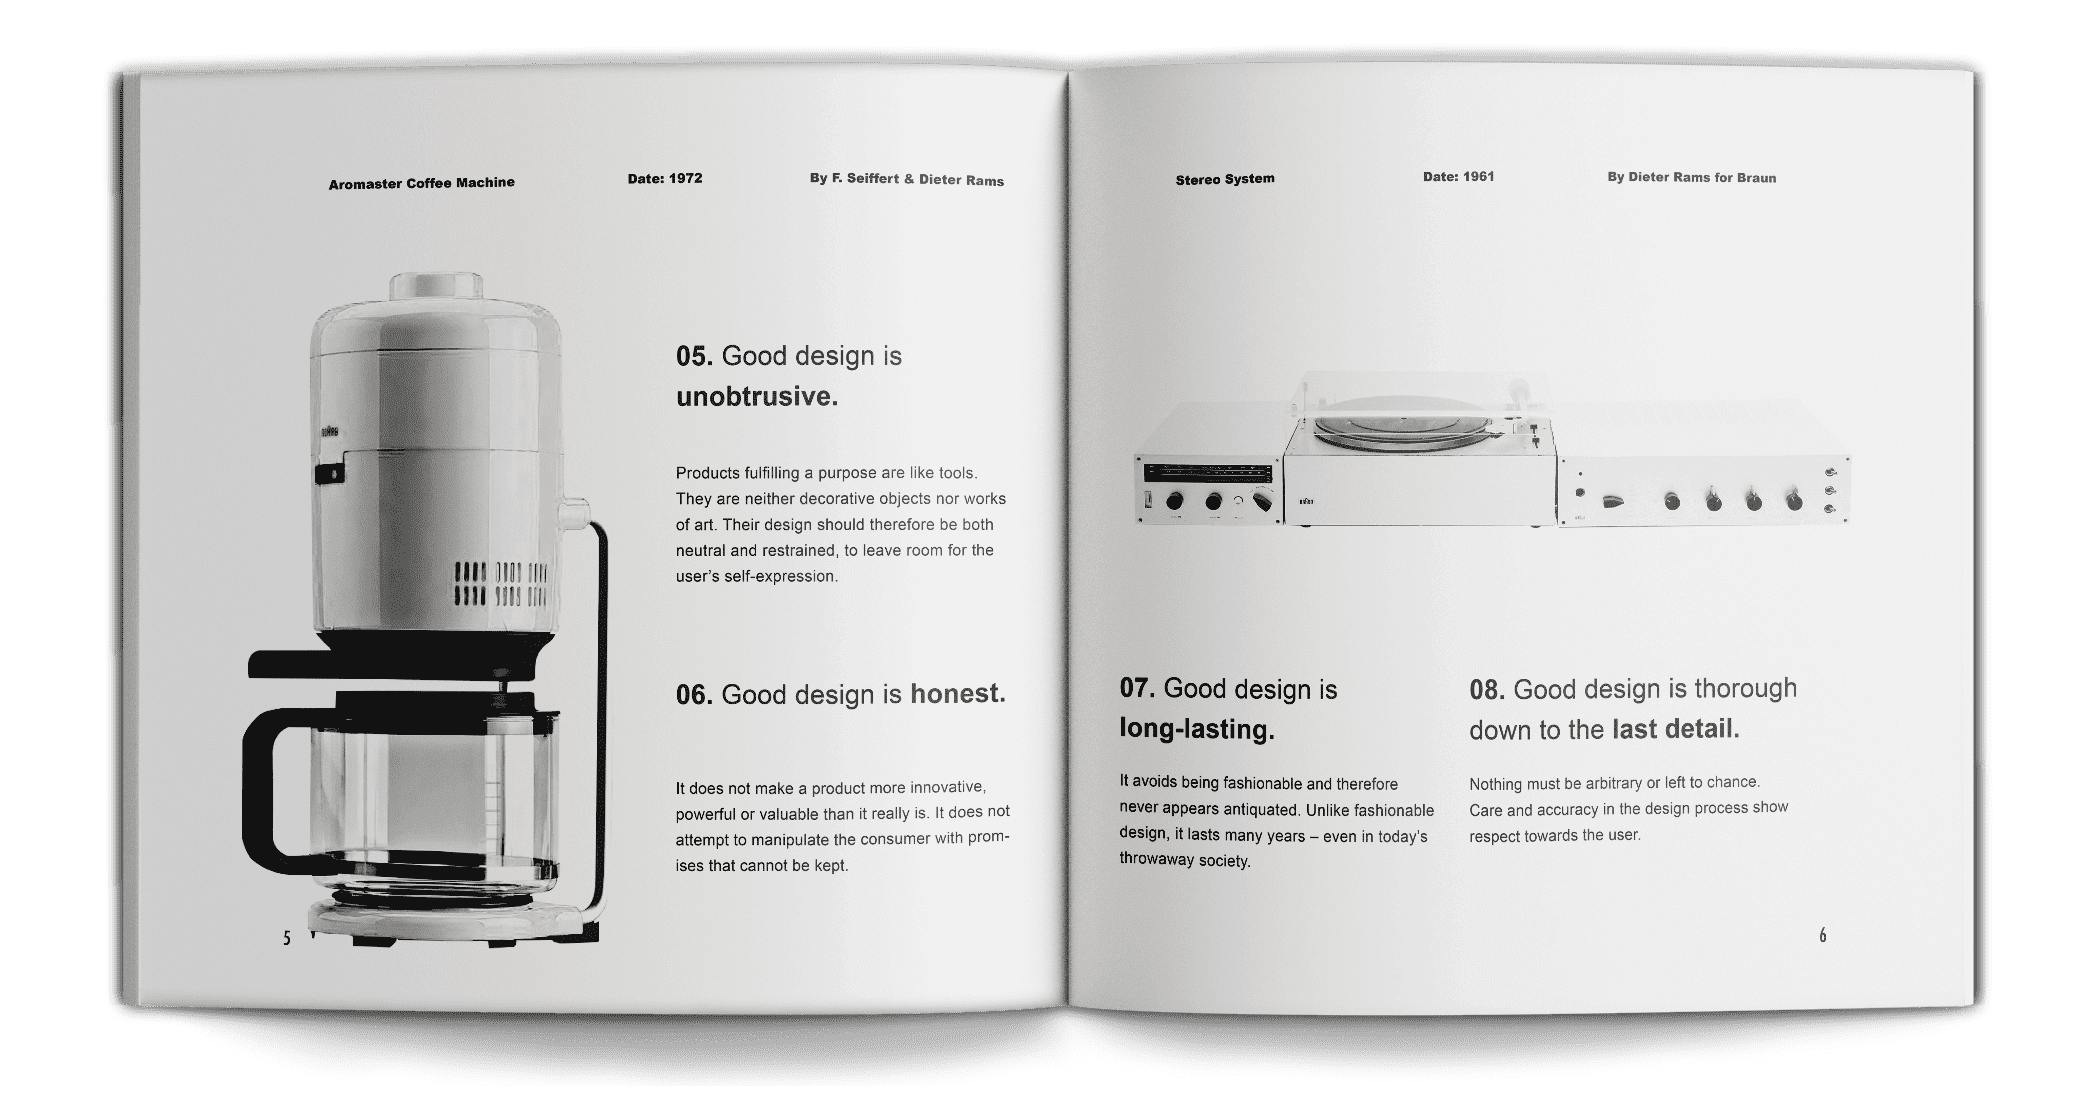 Aromaster Coffee Machine
Date: 1972
By F. Seiffert & Dieter Rams
05. Good design is
unobtrusive.
Products fulfilling a purpose are like tools.
They are neither decorative objects nor works
of art. Their design should therefore be both
neutral and restrained, to leave room for the
user’s self-expression.
06. Good design is honest.
It does not make a product more innovative,
powerful or valuable than it really is. It does not
attempt to manipulate the consumer with prom-
ises that cannot be kept.
5
Stereo System
Date: 1961
By Dieter Rams for Braun
07. Good design is
long-lasting.
It avoids being fashionable and therefore
never appears antiquated. Unlike fashionable
design, it lasts many years – even in today’s
throwaway society.
08. Good design is thorough
down to the last detail.
Nothing must be arbitrary or left to chance.
Care and accuracy in the design process show
respect towards the user.
6